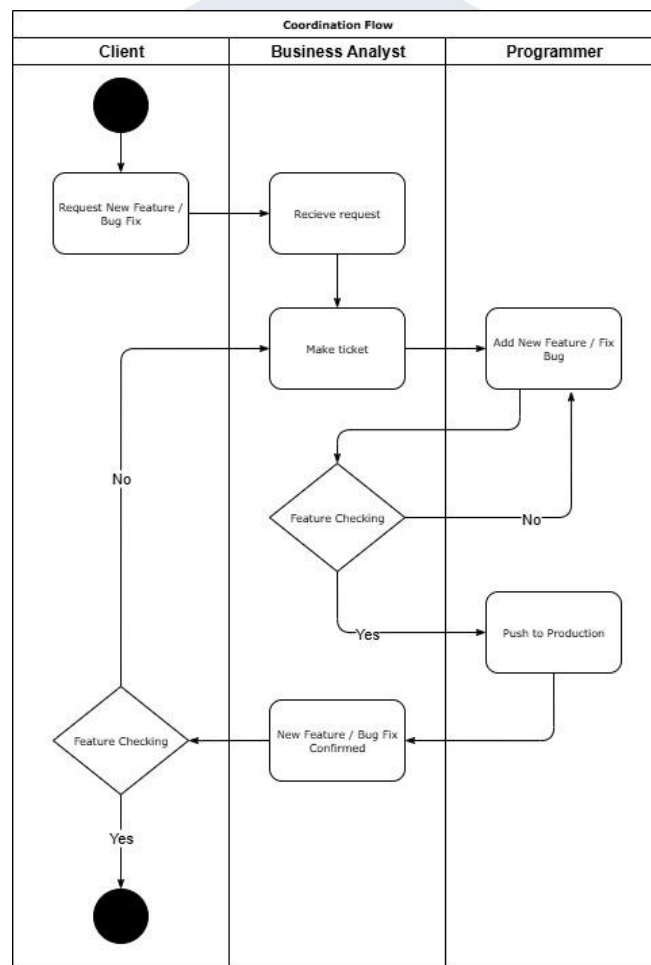 Coordination Flow
Client
Business Analyst
Programmer
Request New Feature /
Bug Fix
Recieve request
Make ticket
Add New Feature / Fix
Bug
No
Feature Checking
No
Yes
Push to Production
Feature Checking
New Feature / Bug Fix
Confirmed
Yes